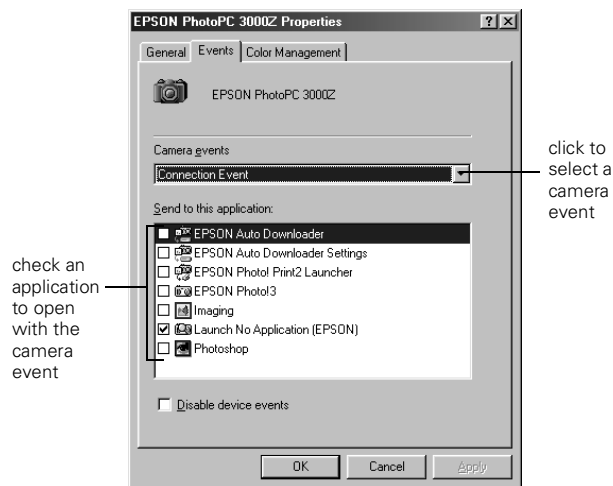 EPSON PhotoPC 3000Z Properties
General Events Color Management
EPSON PhotoPC 3000Z
Camera events
Connection Event
click to
select a
camera
event
Send to this application:
EPSON Auto Downloader
EPSON Auto Downloader Settings
EPSON Photo! Print2 Launcher
EPSON Photo!3
Imaging
Launch No Application (EPSON)
Photoshop
check an
application
to open
with the
camera
event
Disable device events
OK Cancel Apply